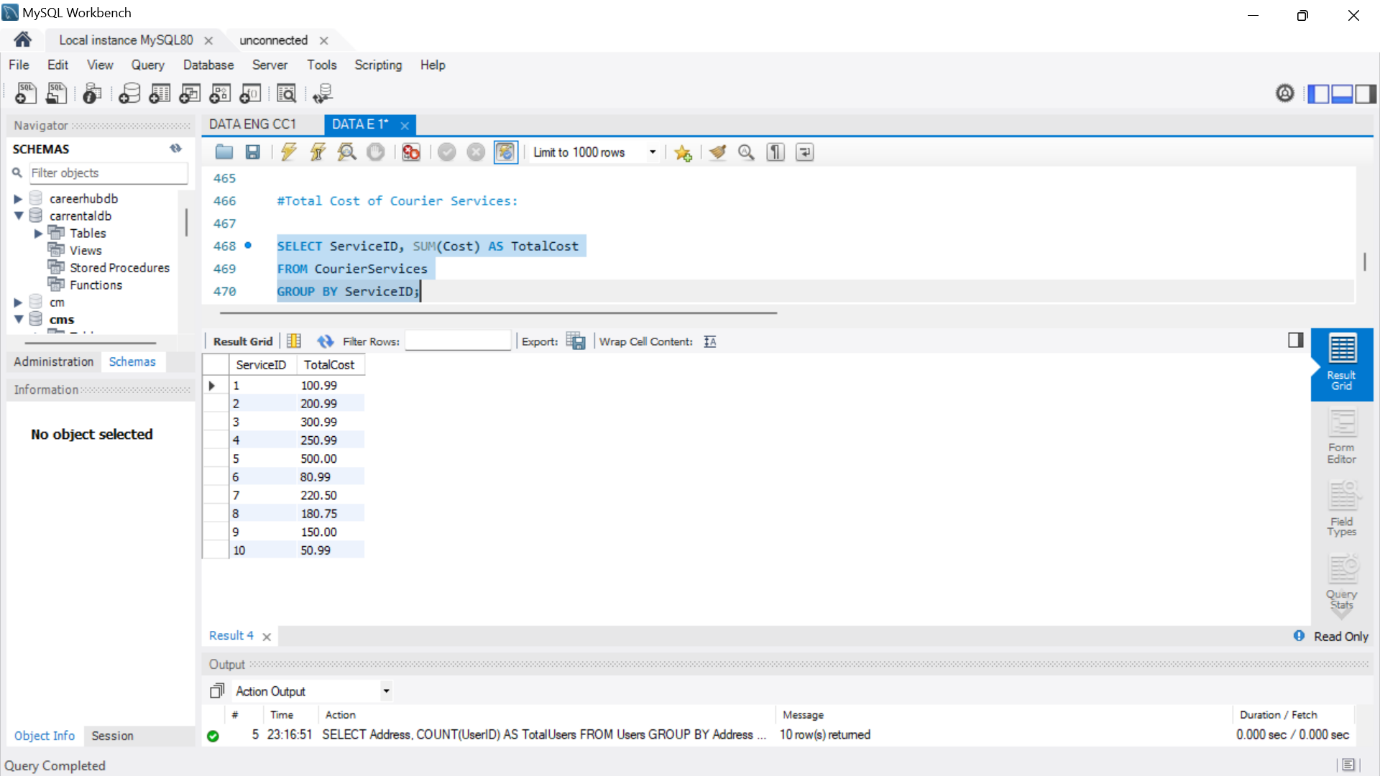 MySQL Workbench
Local instance MySQL80
unconnected
File Edit View Query Database Server Tools Scripting Help
Navigator
SCHEMAS
Filter objects
careerhubdb
carrentaldb
Tables
Views
Stored Procedures
Functions
cm
cms
Administration Schemas
Information
No object selected
Object Info Session
DATA ENG CC1 DATA E 1*
Limit to 1000 rows
465
466 #Total Cost of Courier Services:
467
468 SELECT ServiceID, SUM(Cost) AS TotalCost
469 FROM CourierServices
470 GROUP BY ServiceID;
Result Grid Filter Rows: Export: Wrap Cell Content:
ServiceID TotalCost
1 100.99
2 200.99
3 300.99
4 250.99
5 500.00
6 80.99
7 220.50
8 180.75
9 150.00
10 50.99
Result Grid
Form Editor
Field Types
Query Stats
Result 4
Read Only
Output
Action Output
# Time Action Message Duration / Fetch
5 23:16:51 SELECT Address, COUNT(UserID) AS TotalUsers FROM Users GROUP BY Address ... 10 row(s) returned 0.000 sec / 0.000 sec
Query Completed